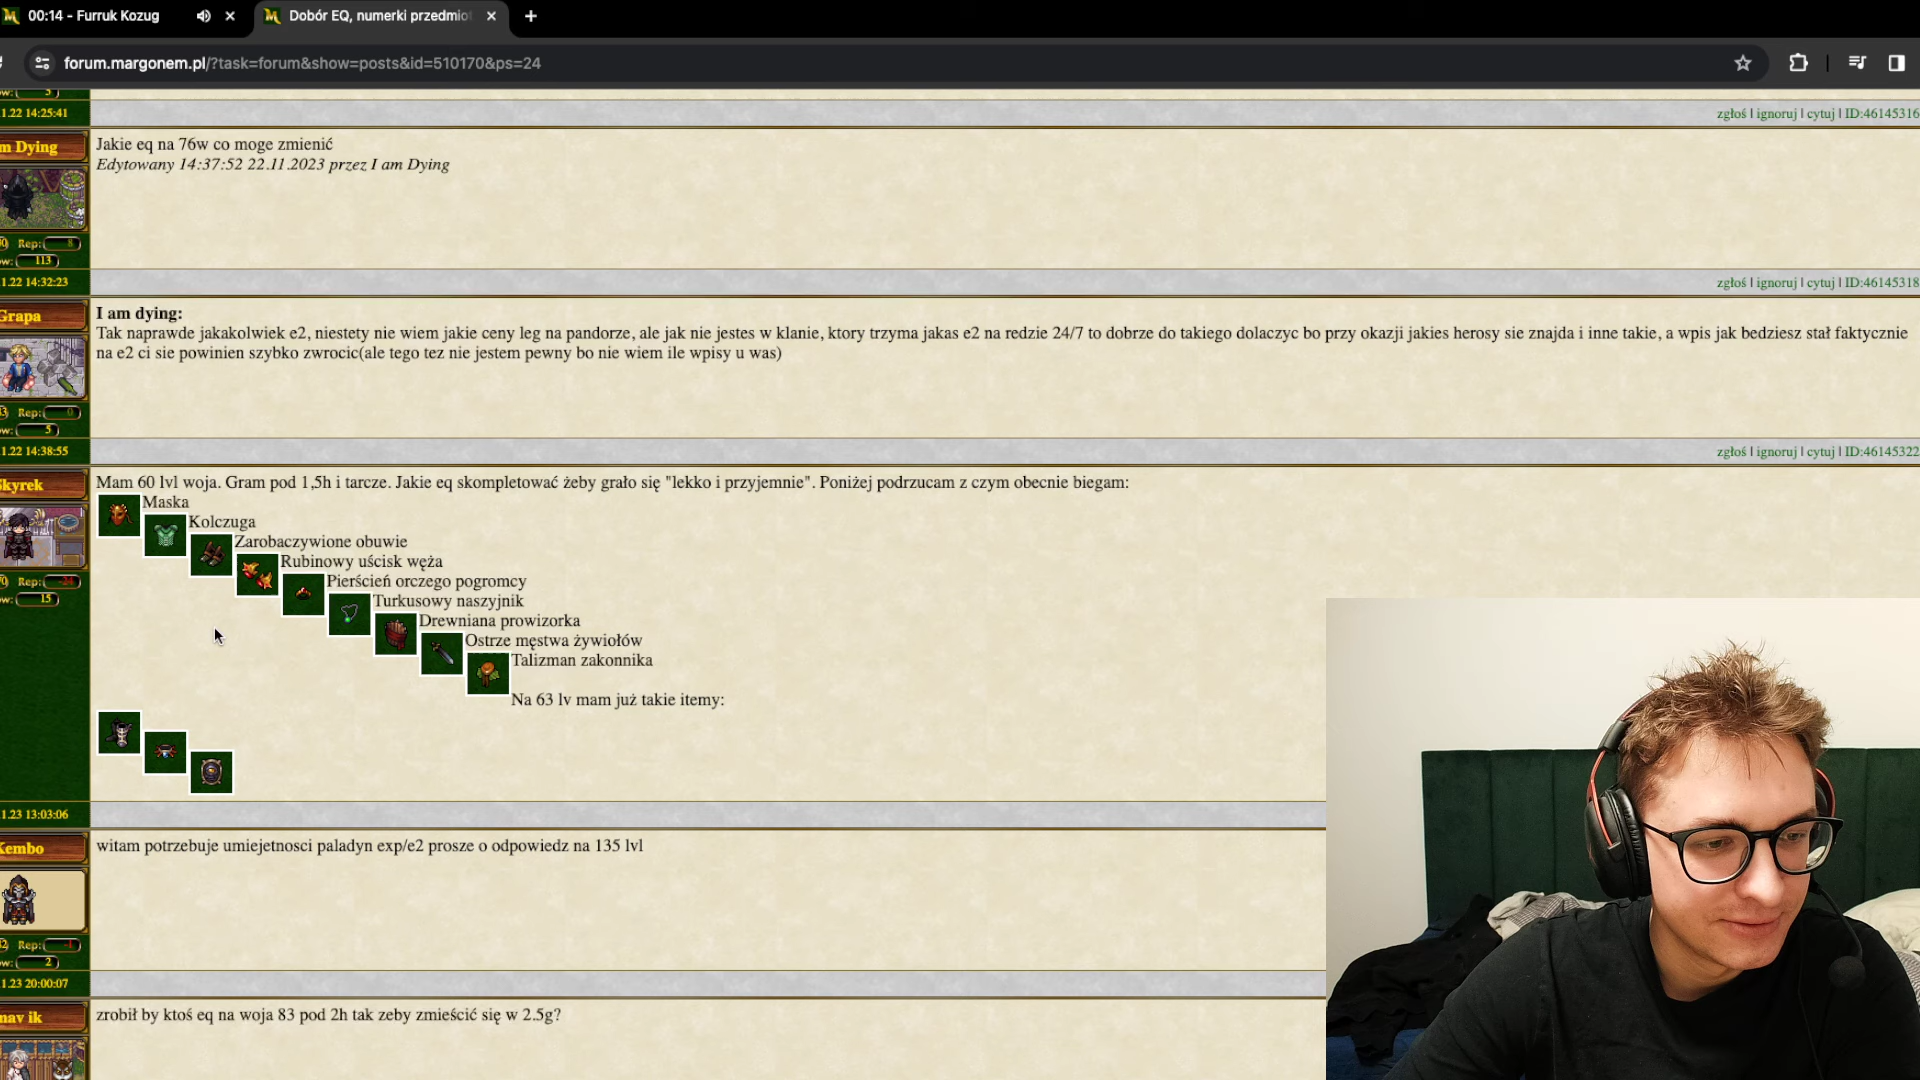 00:14 - Furruk Kozug
Dobór EQ, numerki przedmio
forum.margonem.pl/?task=forum&show=posts&id=510170&ps=24
5
1.22 14:25:41
zgłoś | ignoruj | cytuj | ID:46145316
m Dying
Jakie eq na 76w co moge zmienić
Edytowany 14:37:52 22.11.2023 przez I am Dying
Rep: 8
ow: 113
1.22 14:32:23
zgłoś | ignoruj | cytuj | ID:46145318
Grapa
I am dying:
Tak naprawde jakakolwiek e2, niestety nie wiem jakie ceny leg na pandorze, ale jak nie jestes w klanie, ktory trzyma jakas e2 na redzie 24/7 to dobrze do takiego dolaczyc bo przy okazji jakies herosy sie znajda i inne takie, a wpis jak bedziesz stał faktycznie
na e2 ci sie powinien szybko zwrocic(ale tego tez nie jestem pewny bo nie wiem ile wpisy u was)
Rep: 0
ow: 5
1.22 14:38:55
zgłoś | ignoruj | cytuj | ID:46145322
Skyrek
Mam 60 lvl woja. Gram pod 1,5h i tarcze. Jakie eq skompletować żeby grało się "lekko i przyjemnie". Poniżej podrzucam z czym obecnie biegam:
Maska
Kolczuga
Zarobaczywione obuwie
Rubinowy uścisk węża
Pierścień orczego pogromcy
Turkusowy naszyjnik
Drewniana prowizorka
Ostrze męstwa żywiołów
Talizman zakonnika
Rep: -24
ow: 15
Na 63 lv mam już takie itemy:
1.23 13:03:06
Kembo
witam potrzebuje umiejetnosci paladyn exp/e2 prosze o odpowiedz na 135 lvl
Rep: -1
ow: 2
1.23 20:00:07
nav ik
zrobił by ktoś eq na woja 83 pod 2h tak zeby zmieścić się w 2.5g?